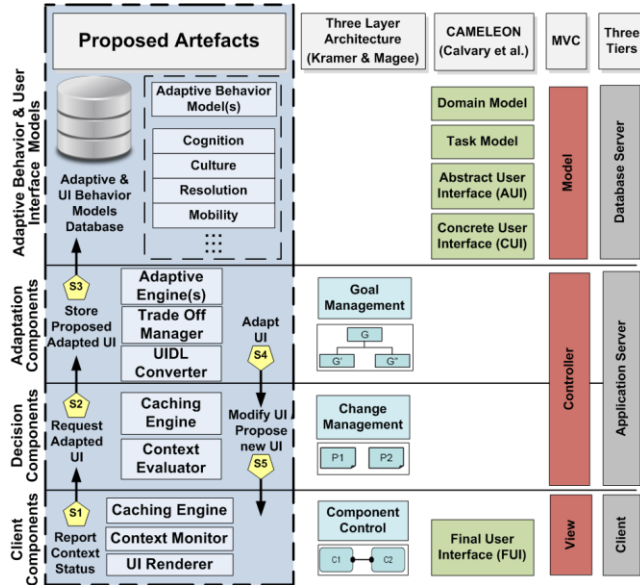 Proposed Artefacts
Three Layer
Architecture
(Kramer & Magee)
CAMELEON
(Calvary et al.)
MVC
Three
Tiers
Adaptive Behavior & User
Interface Models
Adaptive &
UI Behavior
Models
Database
Adaptive Behavior
Model(s)
Cognition
Culture
Resolution
Mobility
Domain Model
Task Model
Abstract User
Interface (AUI)
Concrete User
Interface (CUI)
Model
Database Server
Adaptation
Components
S3
Store
Proposed
Adapted UI
Adaptive
Engine(s)
Trade Off
Manager
UIDL
Converter
Adapt
UI
S4
Goal
Management
G
G'
G"
Controller
Application Server
Decision
Components
S2
Request
Adapted
UI
Caching
Engine
Context
Evaluator
Modify UI
Propose
new UI
S5
Change
Management
P1
P2
Client
Components
S1
Report
Context
Status
Caching Engine
Context Monitor
UI Renderer
Component
Control
C1
C2
Final User
Interface (FUI)
View
Client